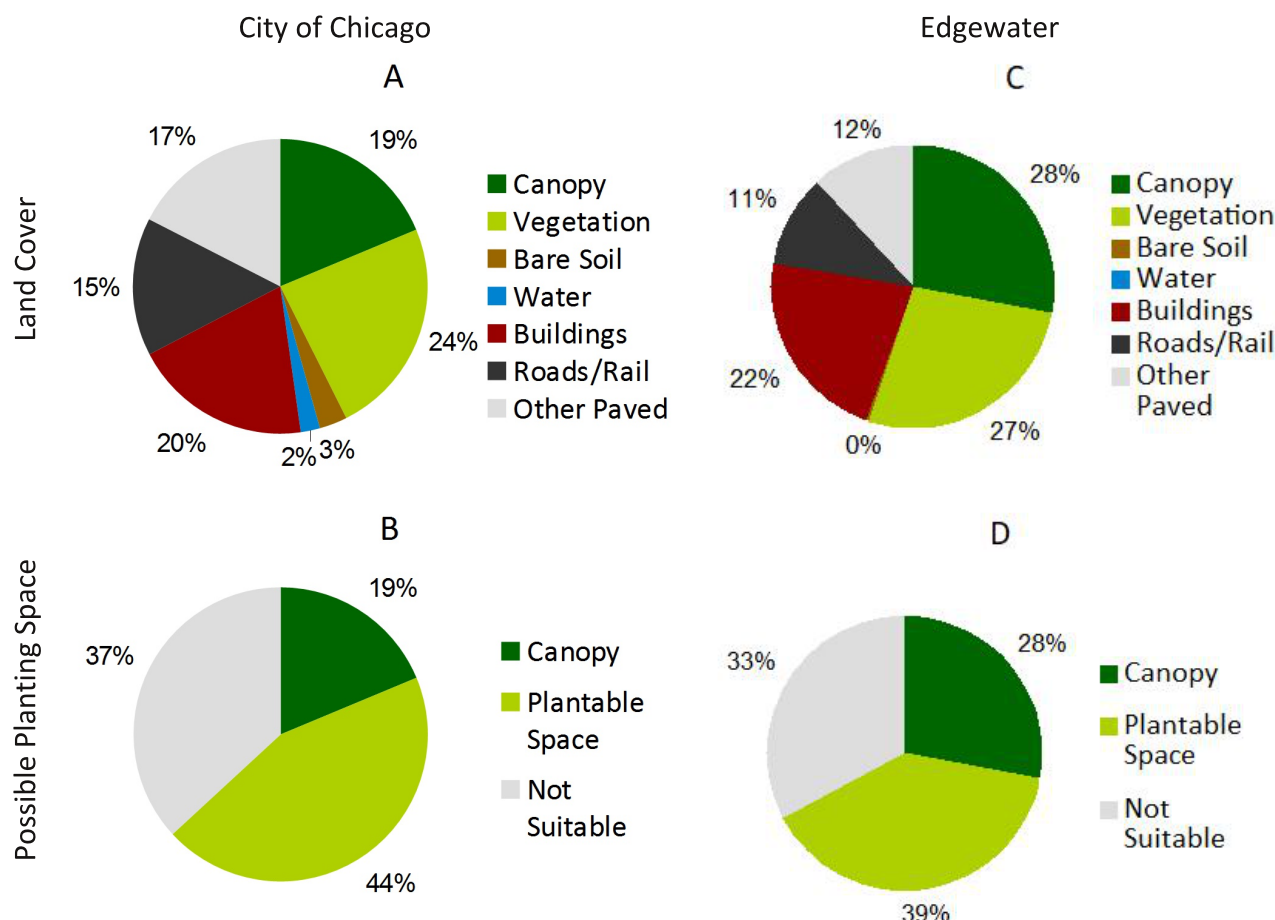 City of Chicago
Edgewater
Land Cover
A
17%
19%
15%
24%
20%
2%
3%
Canopy
Vegetation
Bare Soil
Water
Buildings
Roads/Rail
Other Paved
C
12%
28%
11%
22%
0%
27%
Canopy
Vegetation
Bare Soil
Water
Buildings
Roads/Rail
Other
Paved
Possible Planting Space
B
19%
37%
44%
Canopy
Plantable
Space
Not
Suitable
D
28%
33%
39%
Canopy
Plantable
Space
Not
Suitable